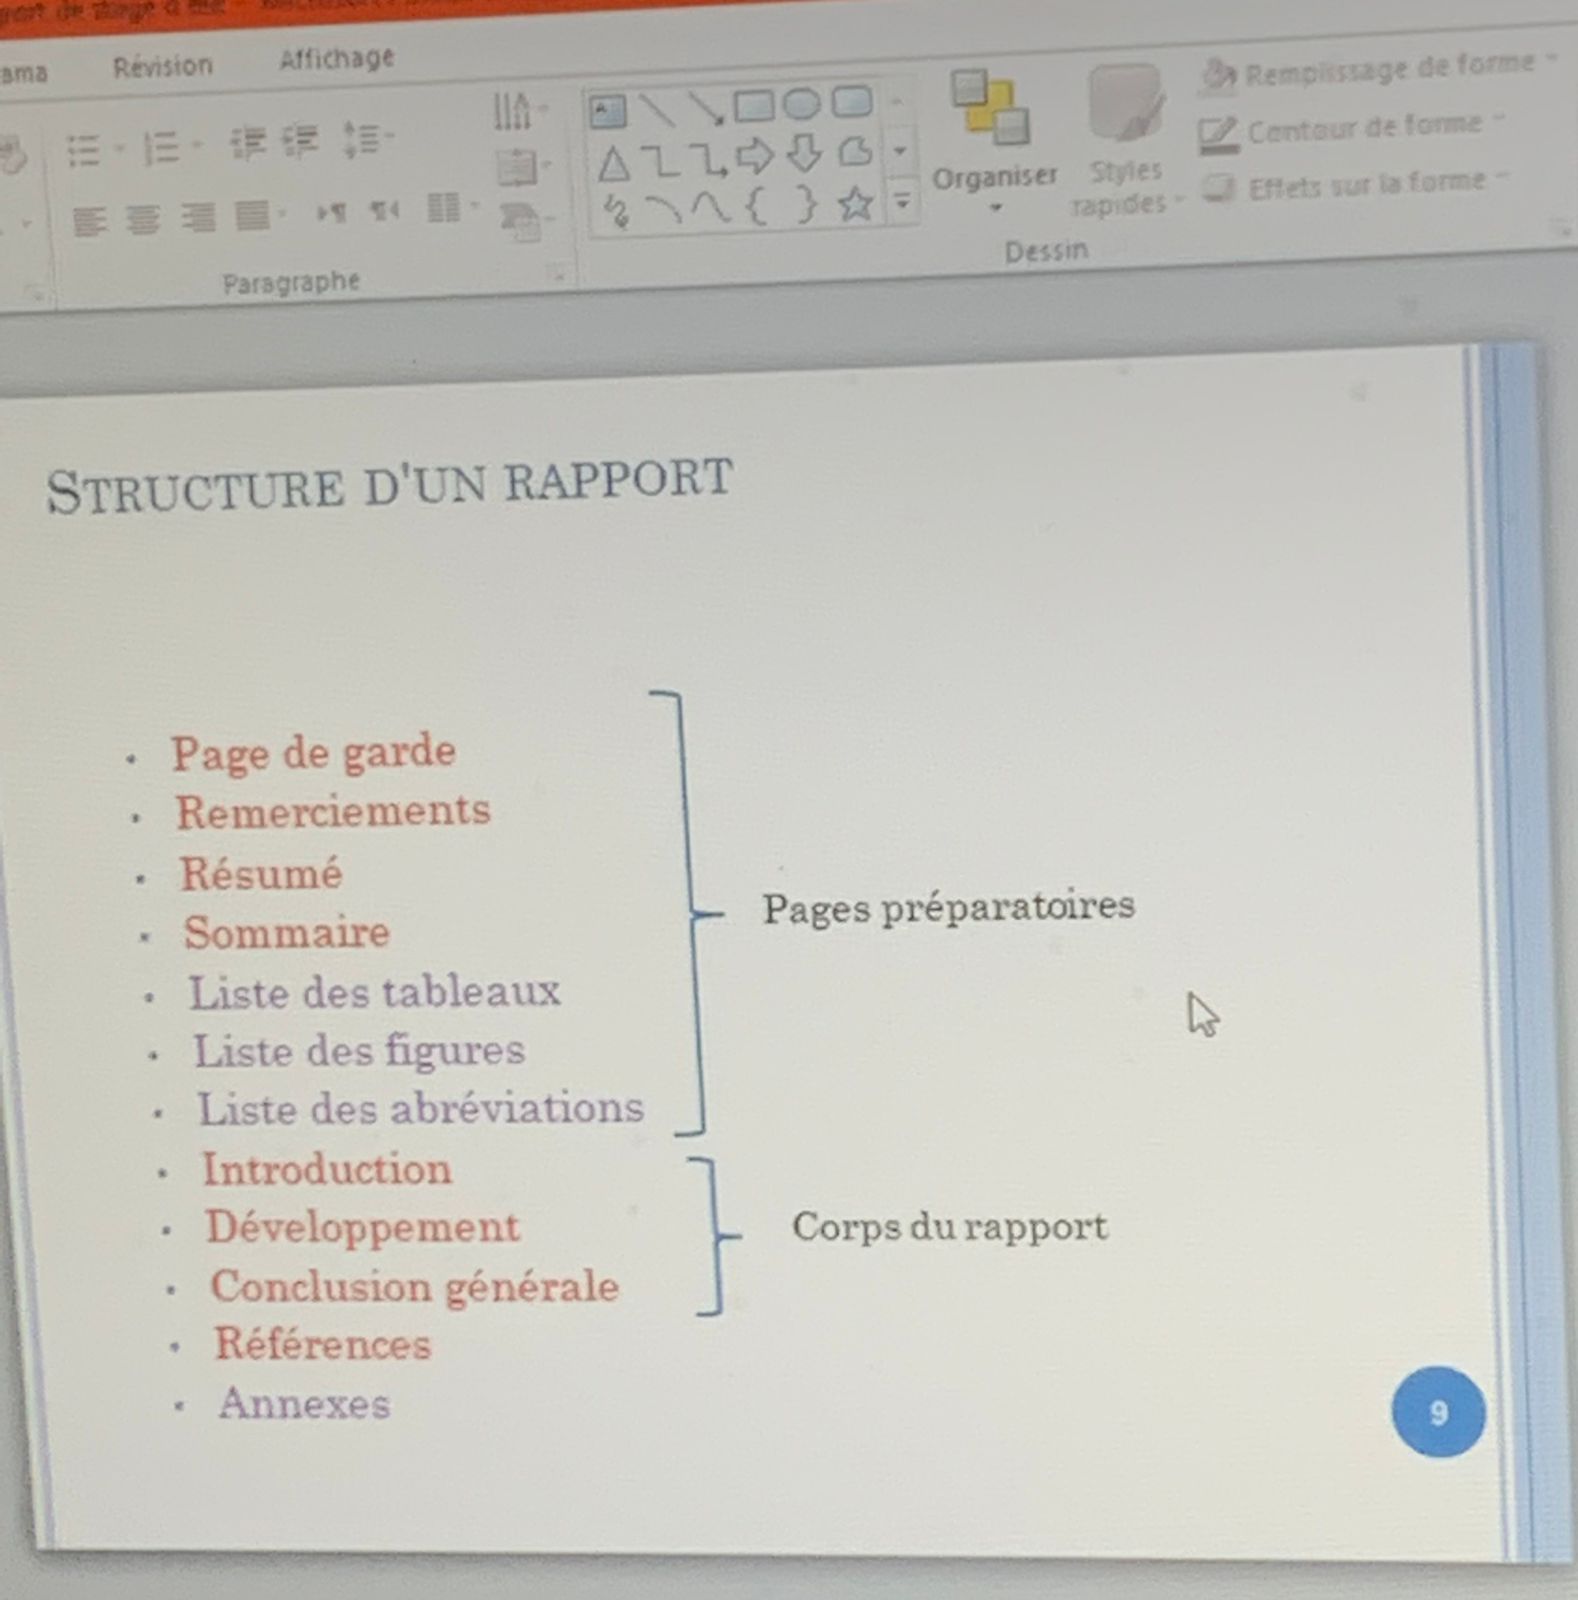 Révision Affichage
Remplissage de forme
Contour de forme
Effets sur la forme
Organiser
Styles rapides
Paragraphe
Dessin
STRUCTURE D'UN RAPPORT
• Page de garde
• Remerciements
• Résumé
• Sommaire
• Liste des tableaux
• Liste des figures
• Liste des abréviations
Pages préparatoires
• Introduction
• Développement
• Conclusion générale
Corps du rapport
• Références
• Annexes
9